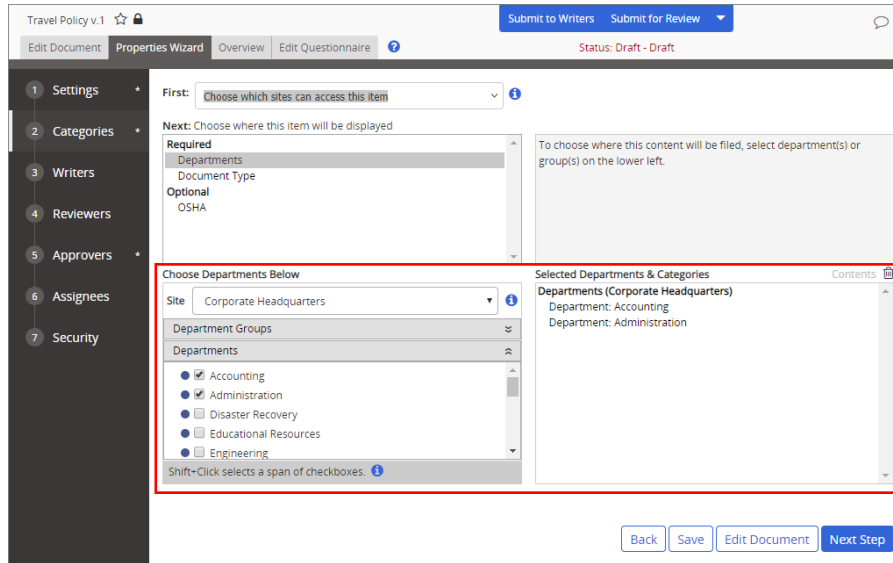 Travel Policy v.1
Submit to Writers Submit for Review
Edit Document Properties Wizard Overview Edit Questionnaire ?
Status: Draft - Draft
1 Settings *
2 Categories *
3 Writers
4 Reviewers
5 Approvers *
6 Assignees
7 Security
First: Choose which sites can access this item
Next: Choose where this item will be displayed
Required
Departments
Document Type
Optional
OSHA
To choose where this content will be filed, select department(s) or
group(s) on the lower left.
Choose Departments Below
Site Corporate Headquarters
Department Groups
Departments
Accounting
Administration
Disaster Recovery
Educational Resources
Engineering
Shift+Click selects a span of checkboxes.
Selected Departments & Categories Contents
Departments (Corporate Headquarters)
Department: Accounting
Department: Administration
Back Save Edit Document Next Step